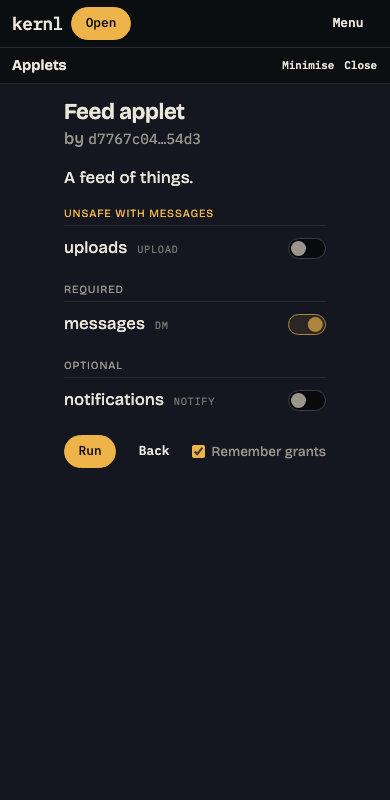 kernl Open Menu
Applets Minimise Close
Feed applet
by d7767c04…54d3
A feed of things.
UNSAFE WITH MESSAGES
uploads UPLOAD
REQUIRED
messages DM
OPTIONAL
notifications NOTIFY
Run Back Remember grants